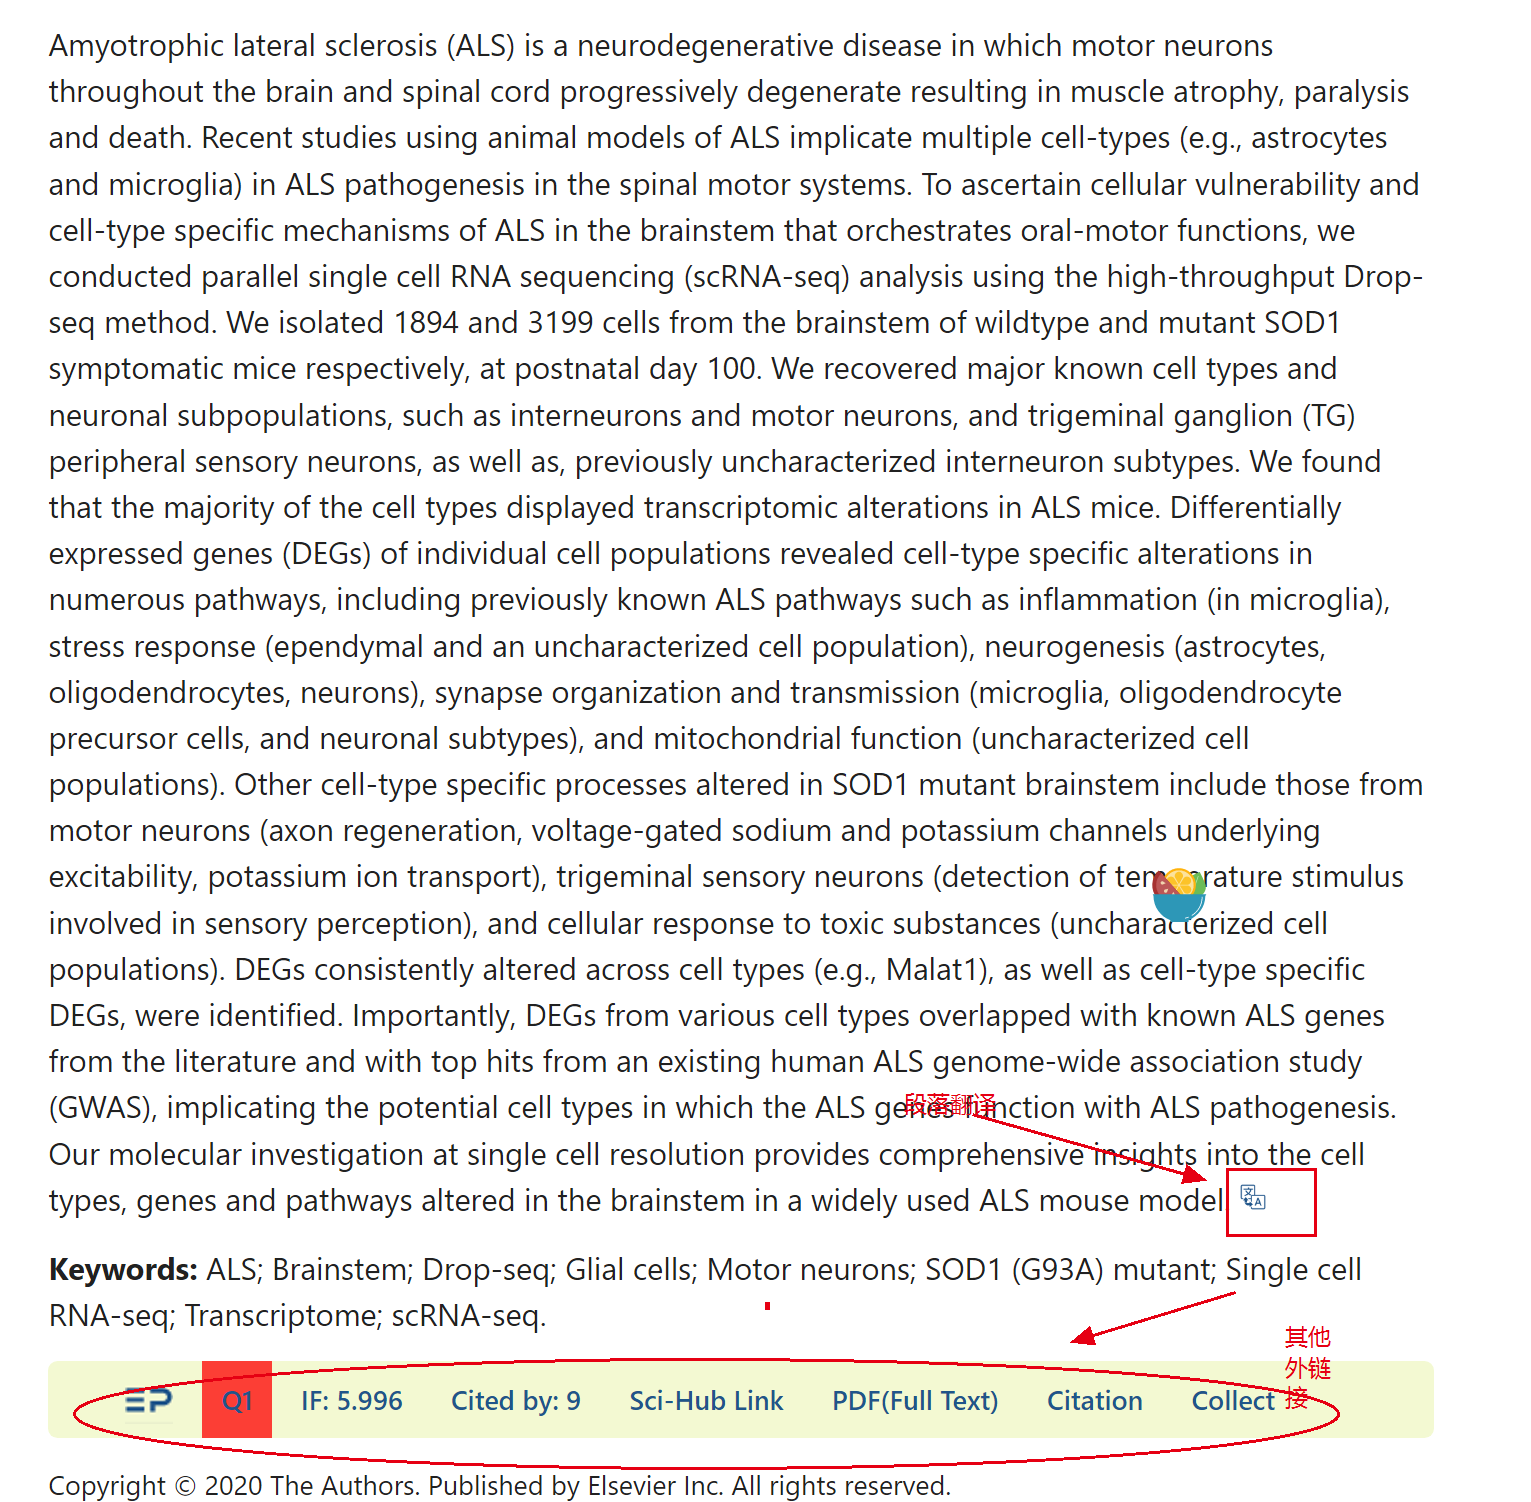 Amyotrophic lateral sclerosis (ALS) is a neurodegenerative disease in which motor neurons
throughout the brain and spinal cord progressively degenerate resulting in muscle atrophy, paralysis
and death. Recent studies using animal models of ALS implicate multiple cell-types (e.g., astrocytes
and microglia) in ALS pathogenesis in the spinal motor systems. To ascertain cellular vulnerability and
cell-type specific mechanisms of ALS in the brainstem that orchestrates oral-motor functions, we
conducted parallel single cell RNA sequencing (scRNA-seq) analysis using the high-throughput Drop-
seq method. We isolated 1894 and 3199 cells from the brainstem of wildtype and mutant SOD1
symptomatic mice respectively, at postnatal day 100. We recovered major known cell types and
neuronal subpopulations, such as interneurons and motor neurons, and trigeminal ganglion (TG)
peripheral sensory neurons, as well as, previously uncharacterized interneuron subtypes. We found
that the majority of the cell types displayed transcriptomic alterations in ALS mice. Differentially
expressed genes (DEGs) of individual cell populations revealed cell-type specific alterations in
numerous pathways, including previously known ALS pathways such as inflammation (in microglia),
stress response (ependymal and an uncharacterized cell population), neurogenesis (astrocytes,
oligodendrocytes, neurons), synapse organization and transmission (microglia, oligodendrocyte
precursor cells, and neuronal subtypes), and mitochondrial function (uncharacterized cell
populations). Other cell-type specific processes altered in SOD1 mutant brainstem include those from
motor neurons (axon regeneration, voltage-gated sodium and potassium channels underlying
excitability, potassium ion transport), trigeminal sensory neurons (detection of temperature stimulus
involved in sensory perception), and cellular response to toxic substances (uncharacterized cell
populations). DEGs consistently altered across cell types (e.g., Malat1), as well as cell-type specific
DEGs, were identified. Importantly, DEGs from various cell types overlapped with known ALS genes
from the literature and with top hits from an existing human ALS genome-wide association study
(GWAS), implicating the potential cell types in which the ALS genes function with ALS pathogenesis.
段落翻译
Our molecular investigation at single cell resolution provides comprehensive insights into the cell
types, genes and pathways altered in the brainstem in a widely used ALS mouse model
文A
Keywords: ALS; Brainstem; Drop-seq; Glial cells; Motor neurons; SOD1 (G93A) mutant; Single cell
RNA-seq; Transcriptome; scRNA-seq.
其他
外链
接
EP Q1 IF: 5.996 Cited by: 9 Sci-Hub Link PDF(Full Text) Citation Collect
Copyright © 2020 The Authors. Published by Elsevier Inc. All rights reserved.